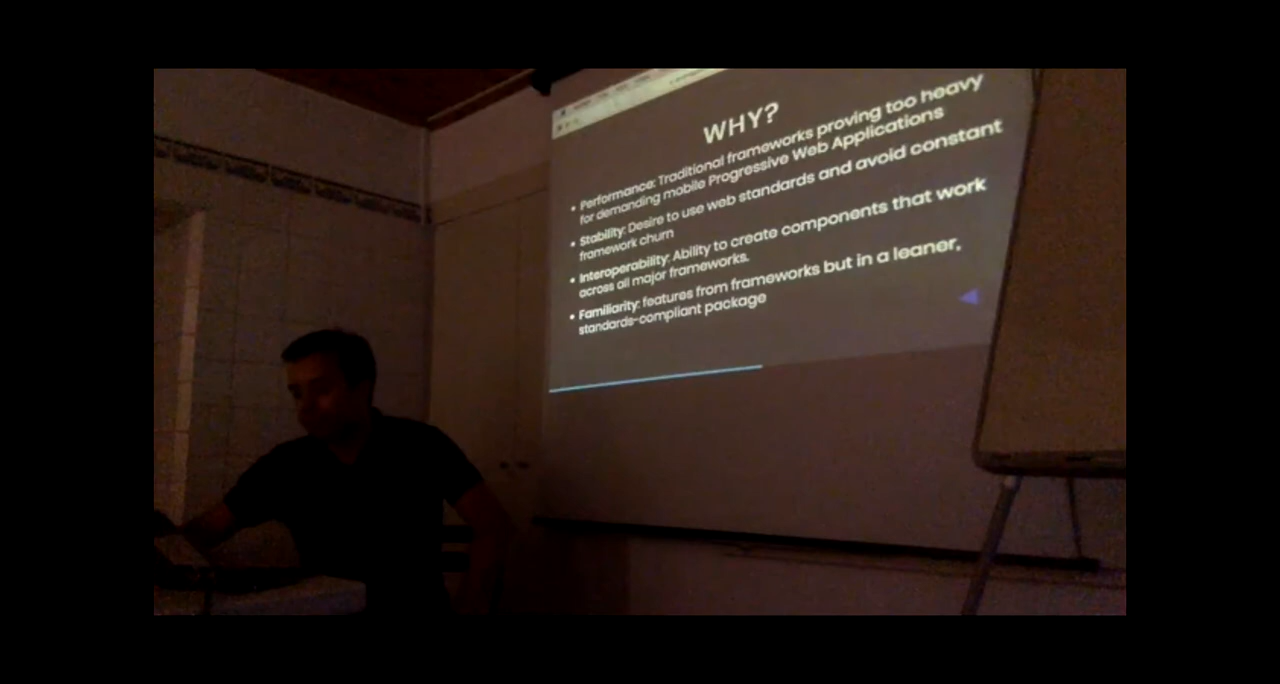 WHY?
• Performance: Traditional frameworks proving too heavy
for demanding mobile Progressive Web Applications
• Stability: Desire to use web standards and avoid constant
framework churn
• Interoperability: Ability to create components that work
across all major frameworks.
• Familiarity: features from frameworks but in a leaner,
standards-compliant package